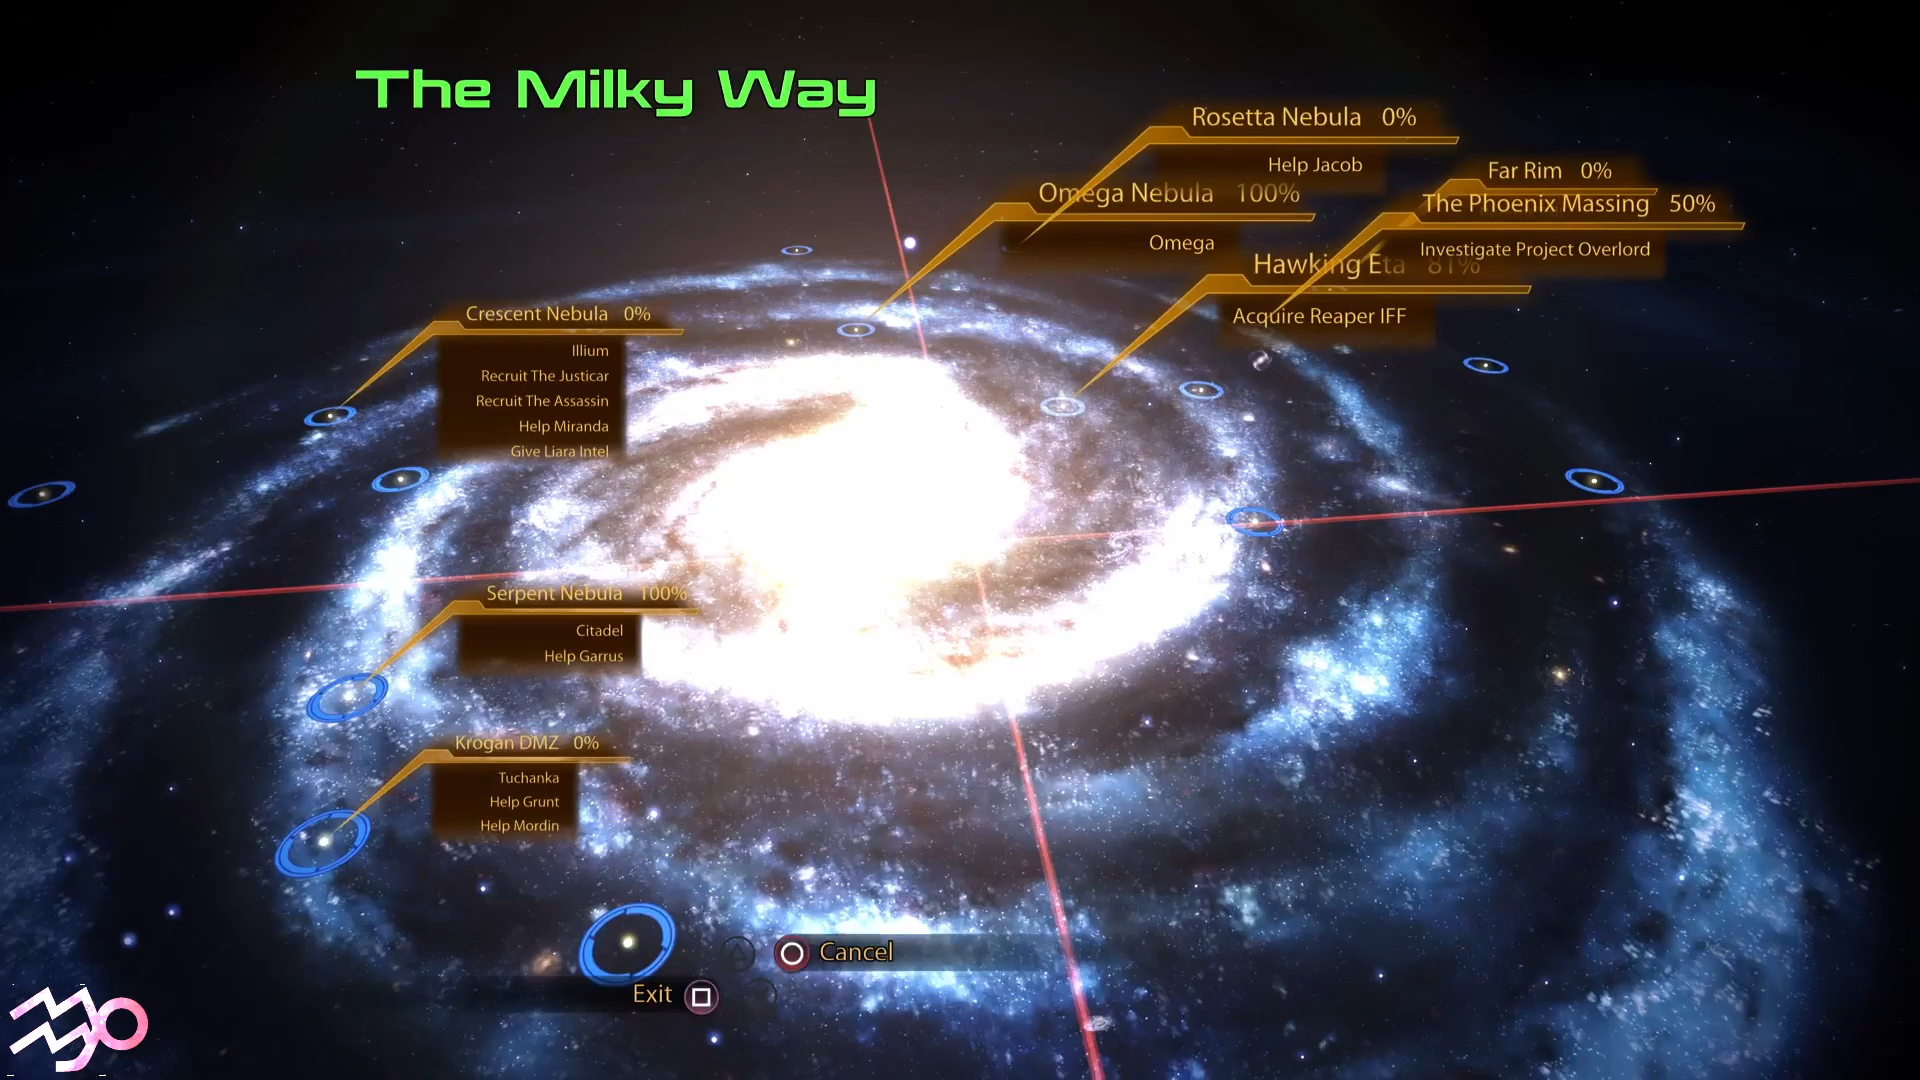 The Milky Way
Rosetta Nebula 0%
Help Jacob
Far Rim 0%
Omega Nebula 100%
Omega
The Phoenix Massing 50%
Investigate Project Overlord
Hawking Eta 81%
Acquire Reaper IFF
Crescent Nebula 0%
Illium
Recruit The Justicar
Recruit The Assassin
Help Miranda
Give Liara Intel
Serpent Nebula 100%
Citadel
Help Garrus
Krogan DMZ 0%
Tuchanka
Help Grunt
Help Mordin
Cancel
Exit